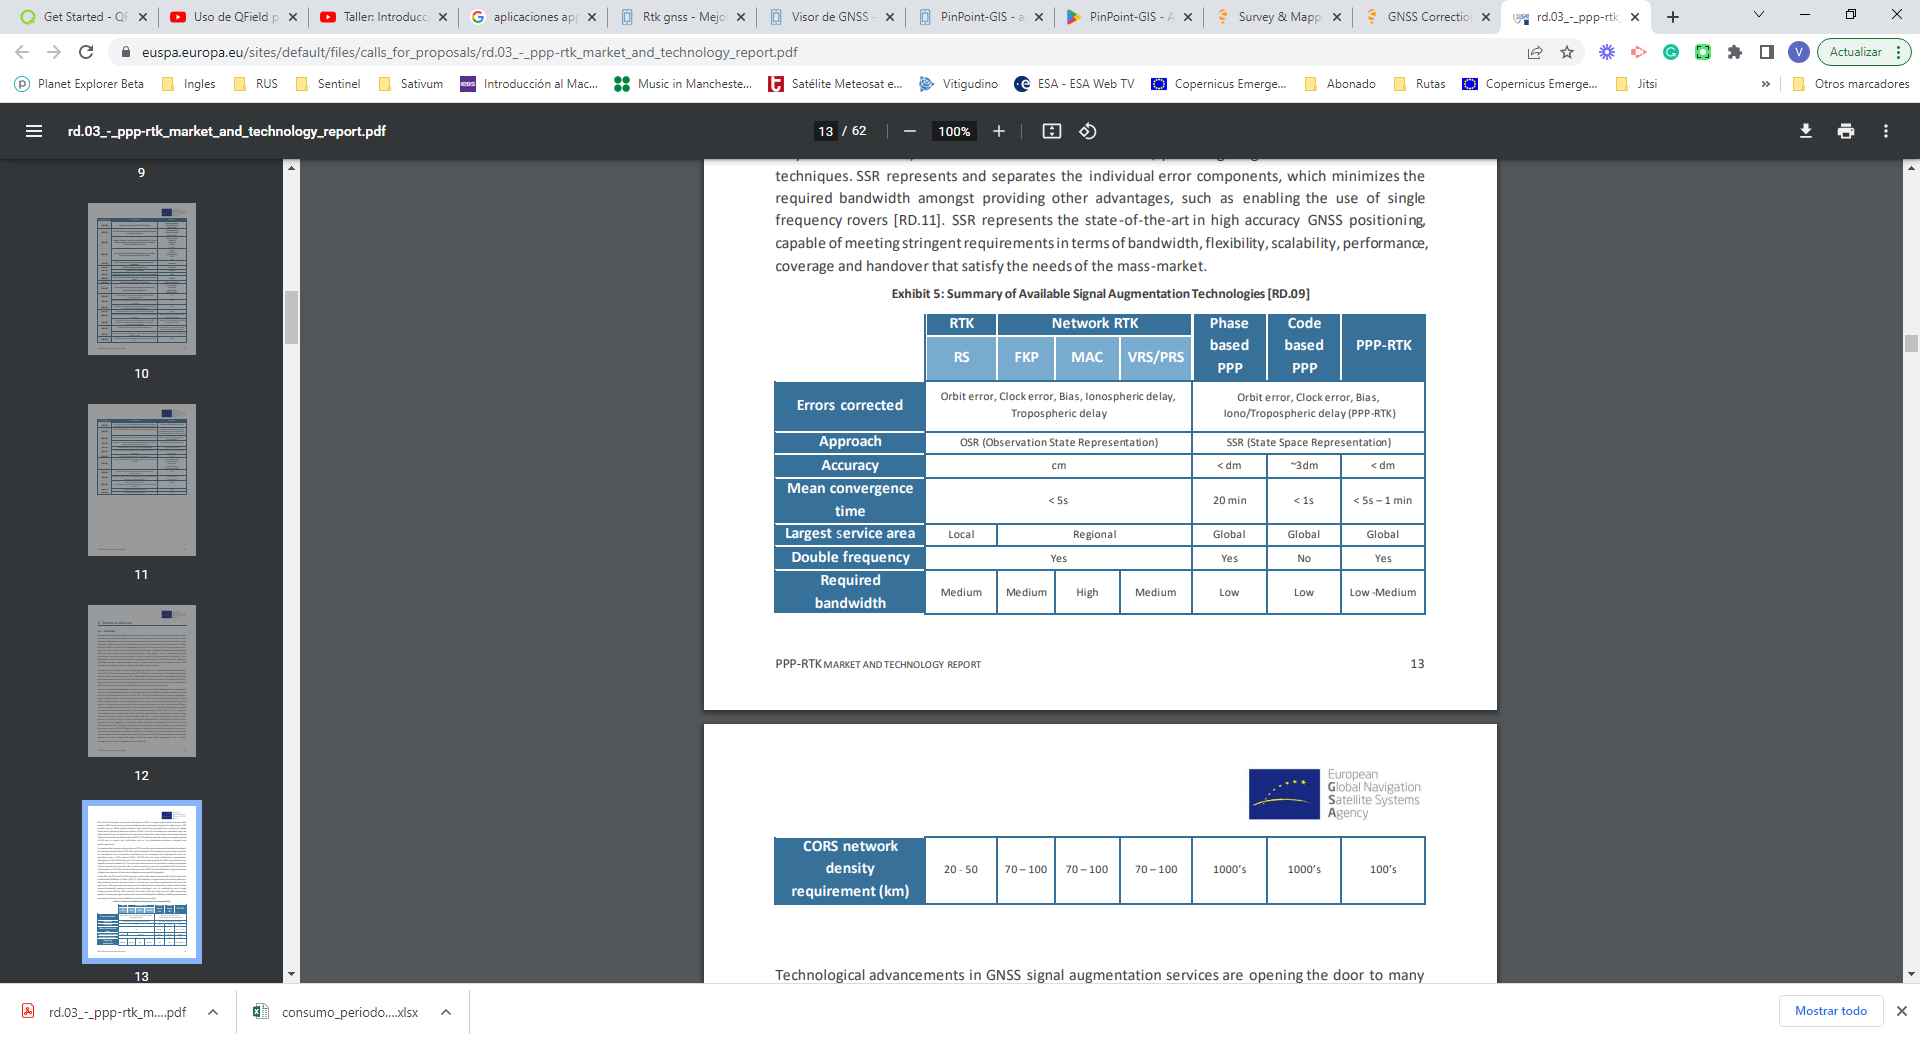 Get Started - QF
Uso de QField p
Taller: Introducc
aplicaciones app
Rtk gnss - Mejo
Visor de GNSS -
PinPoint-GIS - a
PinPoint-GIS - A
Survey & Mapp
GNSS Correctio
rd.03_-_ppp-rtk_
euspa.europa.eu/sites/default/files/calls_for_proposals/rd.03_-_ppp-rtk_market_and_technology_report.pdf
V
Actualizar
Planet Explorer Beta
Ingles
RUS
Sentinel
Sativum
Introducción al Mac...
Music in Mancheste...
Satélite Meteosat e...
Vitigudino
ESA - ESA Web TV
Copernicus Emerge...
Abonado
Rutas
Copernicus Emerge...
Jitsi
»
Otros marcadores
rd.03_-_ppp-rtk_market_and_technology_report.pdf
13 / 62
100%
9
10
11
12
13
techniques. SSR represents and separates the individual error components, which minimizes the
required bandwidth amongst providing other advantages, such as enabling the use of single
frequency rovers [RD.11]. SSR represents the state-of-the-art in high accuracy GNSS positioning,
capable of meeting stringent requirements in terms of bandwidth, flexibility, scalability, performance,
coverage and handover that satisfy the needs of the mass-market.
Exhibit 5: Summary of Available Signal Augmentation Technologies [RD.09]
RTK
Network RTK
Phase based PPP
Code based PPP
PPP-RTK
RS
FKP
MAC
VRS/PRS
Errors corrected
Orbit error, Clock error, Bias, Ionospheric delay,
Tropospheric delay
Orbit error, Clock error, Bias,
Iono/Tropospheric delay (PPP-RTK)
Approach
OSR (Observation State Representation)
SSR (State Space Representation)
Accuracy
cm
< dm
~3dm
< dm
Mean convergence
time
< 5s
20 min
< 1s
< 5s – 1 min
Largest service area
Local
Regional
Global
Global
Global
Double frequency
Yes
Yes
No
Yes
Required
bandwidth
Medium
Medium
High
Medium
Low
Low
Low -Medium
PPP-RTK MARKET AND TECHNOLOGY REPORT
13
European
Global Navigation
Satellite Systems
Agency
CORS network
density
requirement (km)
20 - 50
70 – 100
70 – 100
70 – 100
1000's
1000's
100's
Technological advancements in GNSS signal augmentation services are opening the door to many
rd.03_-_ppp-rtk_m....pdf
consumo_periodo....xlsx
Mostrar todo